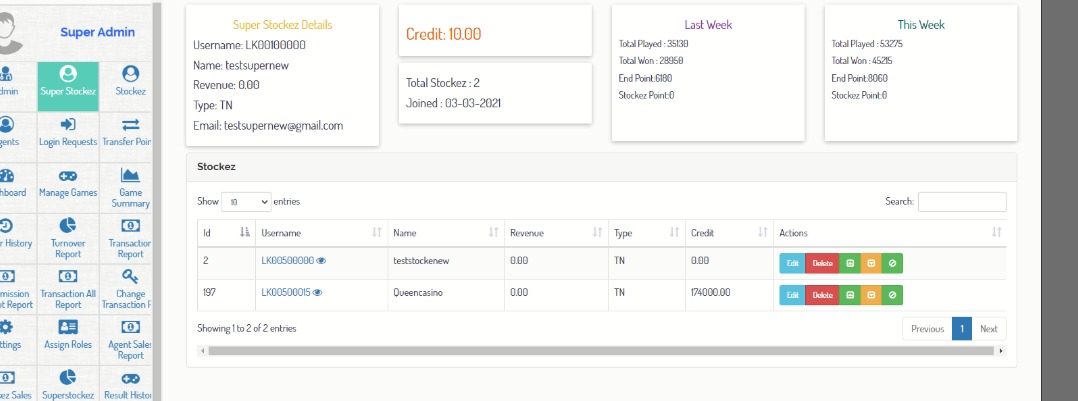 Super Admin
dmin
Super Stockez
Stockez
gents
Login Requests
Transfer Poin
hboard
Manage Games
Game
Summary
r History
Turnover
Report
Transaction
Report
mission
t Report
Transaction All
Report
Change
Transaction P
ttings
Assign Roles
Agent Sales
Report
ez Sales
Superstockez
Result Histor
Super Stockez Details
Username: LK00100000
Name: testsupernew
Revenue: 0.00
Type: TN
Email: testsupernew@gmail.com
Credit: 10.00
Total Stockez : 2
Joined : 03-03-2021
Last Week
Total Played : 35130
Total Won : 28950
End Point:6180
Stockez Point:0
This Week
Total Played : 53275
Total Won : 45215
End Point:8060
Stockez Point:0
Stockez
Show 10 entries
Search:
Id Username Name Revenue Type Credit Actions
2 LK00500000 teststockenew 0.00 TN 0.00 Edit Delete
197 LK00500015 Queencasino 0.00 TN 174000.00 Edit Delete
Showing 1 to 2 of 2 entries
Previous 1 Next